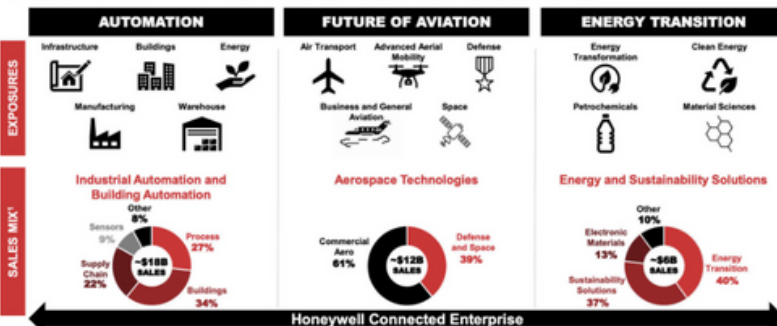 AUTOMATION
FUTURE OF AVIATION
ENERGY TRANSITION
EXPOSURES
Infrastructure
Buildings
Energy
Manufacturing
Warehouse
Air Transport
Advanced Aerial
Mobility
Defense
Business and General
Aviation
Space
Energy
Transformation
Clean Energy
Petrochemicals
Material Sciences
SALES MIX¹
Industrial Automation and
Building Automation
Other
8%
Sensors
9%
Process
27%
Supply
Chain
22%
~$18B
SALES
Buildings
34%
Aerospace Technologies
Commercial
Aero
61%
~$12B
SALES
Defense
and Space
39%
Energy and Sustainability Solutions
Other
10%
Electronic
Materials
13%
~$6B
SALES
Energy
Transition
40%
Sustainability
Solutions
37%
Honeywell Connected Enterprise